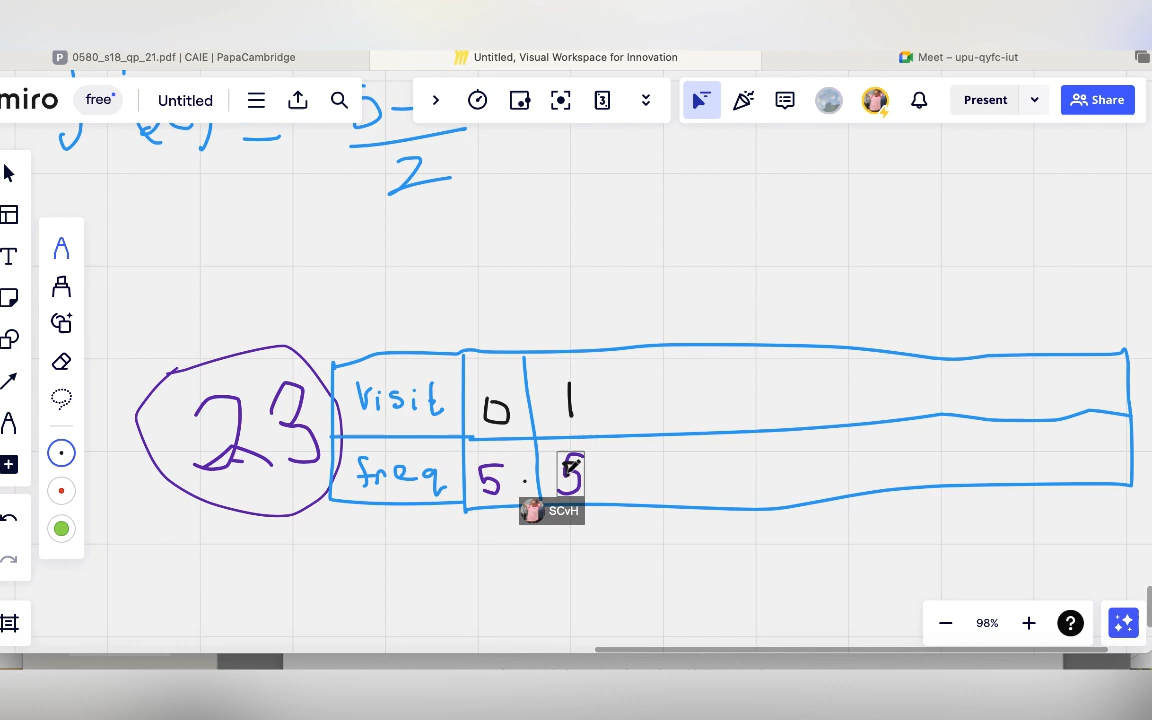 0580_s18_qp_21.pdf | CAIE | PapaCambridge
Untitled, Visual Workspace for Innovation
Meet – upu-qyfc-iut
miro
free
Untitled
3
Present
Share
2
23
Visit 0 1
freq 5 . 5
SCvH
98%
?